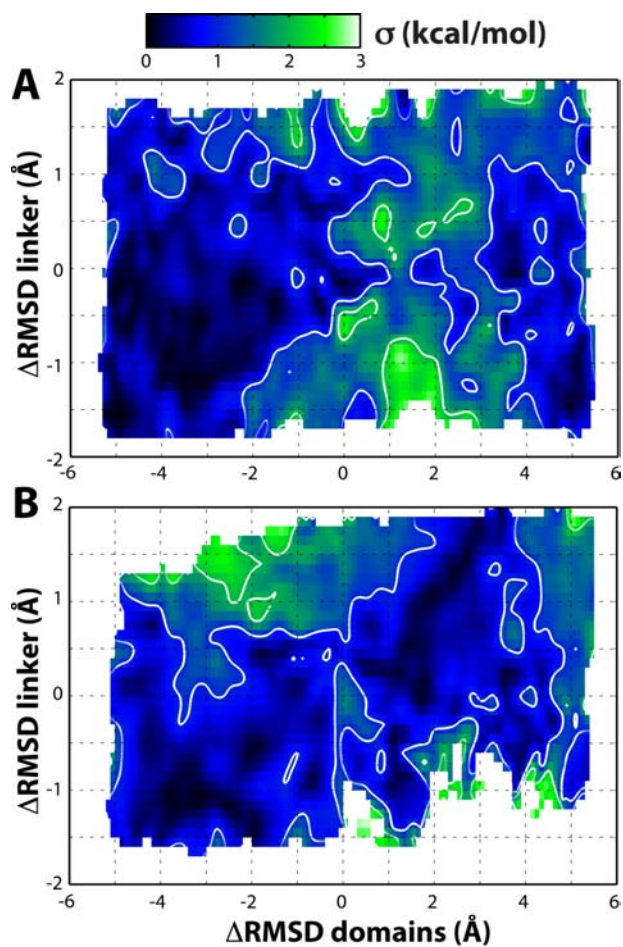 σ (kcal/mol)
0 1 2 3
A
ΔRMSD linker (Å)
2
1
0
-1
-2
-6 -4 -2 0 2 4 6
B
ΔRMSD linker (Å)
2
1
0
-1
-2
-6 -4 -2 0 2 4 6
ΔRMSD domains (Å)